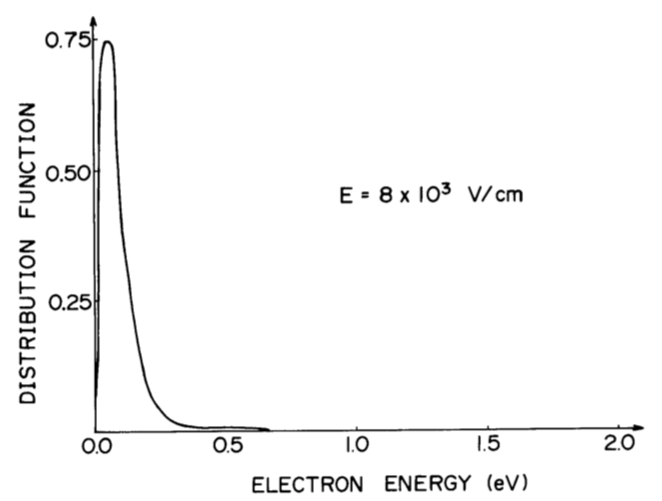 0.75
0.50
0.25
DISTRIBUTION FUNCTION
E = 8 x 10³ V/cm
0.0 0.5 1.0 1.5 2.0
ELECTRON ENERGY (eV)